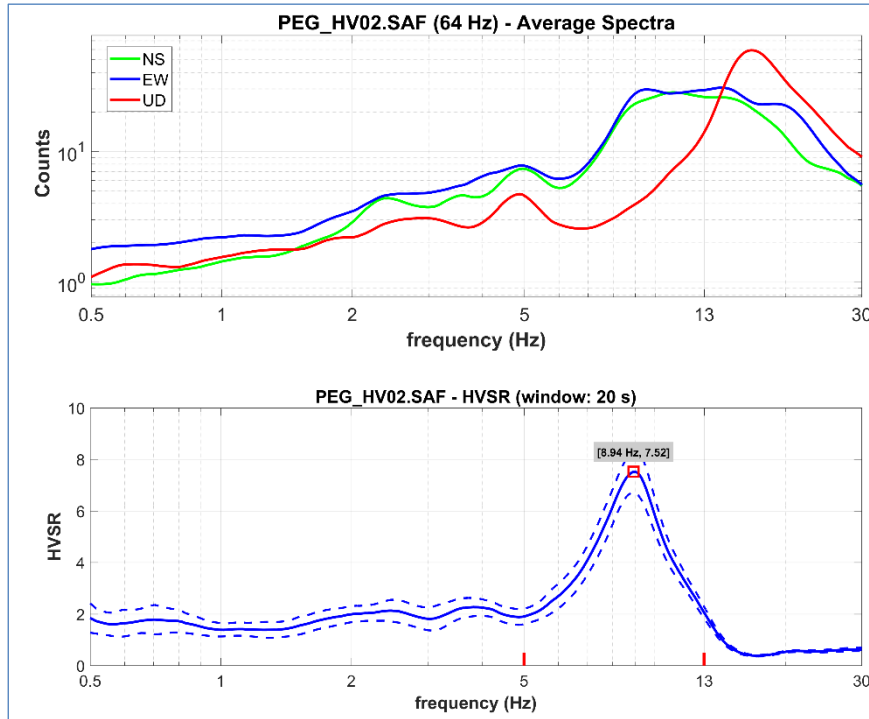 PEG_HV02.SAF (64 Hz) - Average Spectra
NS
EW
UD
Counts
10^1
10^0
0.5 1 2 5 13 30
frequency (Hz)
PEG_HV02.SAF - HVSR (window: 20 s)
[8.94 Hz, 7.52]
HVSR
10
8
6
4
2
0
0.5 1 2 5 13 30
frequency (Hz)